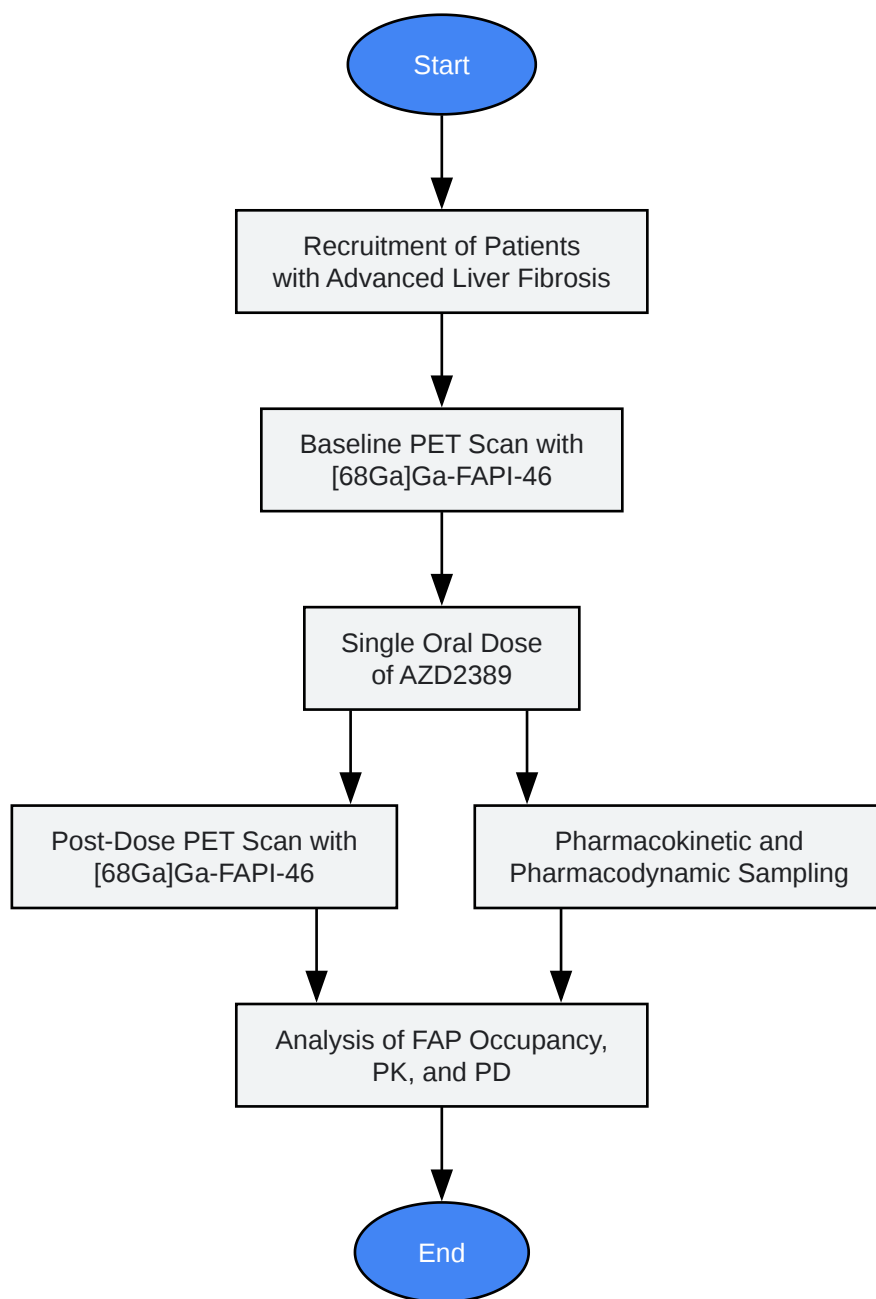 Start
Recruitment of Patients
with Advanced Liver Fibrosis
Baseline PET Scan with
[68Ga]Ga-FAPI-46
Single Oral Dose
of AZD2389
Post-Dose PET Scan with
[68Ga]Ga-FAPI-46
Pharmacokinetic and
Pharmacodynamic Sampling
Analysis of FAP Occupancy,
PK, and PD
End